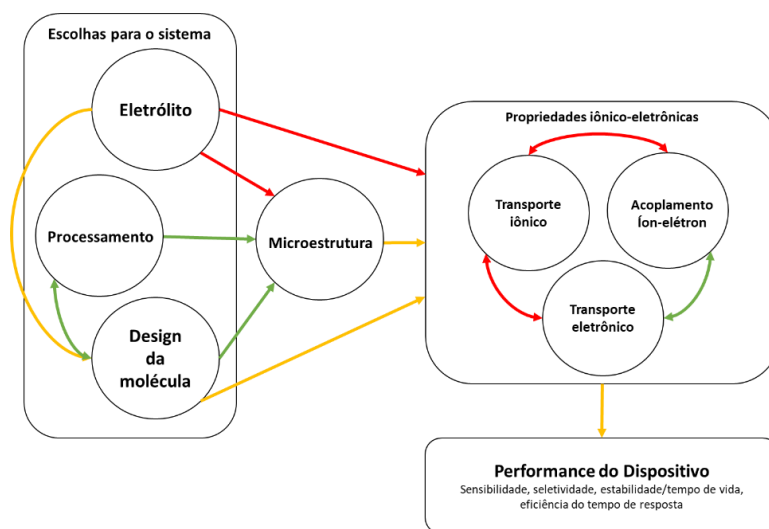 Escolhas para o sistema
Eletrólito
Processamento
Design
da
molécula
Microestrutura
Propriedades iônico-eletrônicas
Transporte
iônico
Acoplamento
Íon-elétron
Transporte
eletrônico
Performance do Dispositivo
Sensibilidade, seletividade, estabilidade/tempo de vida,
eficiência do tempo de resposta